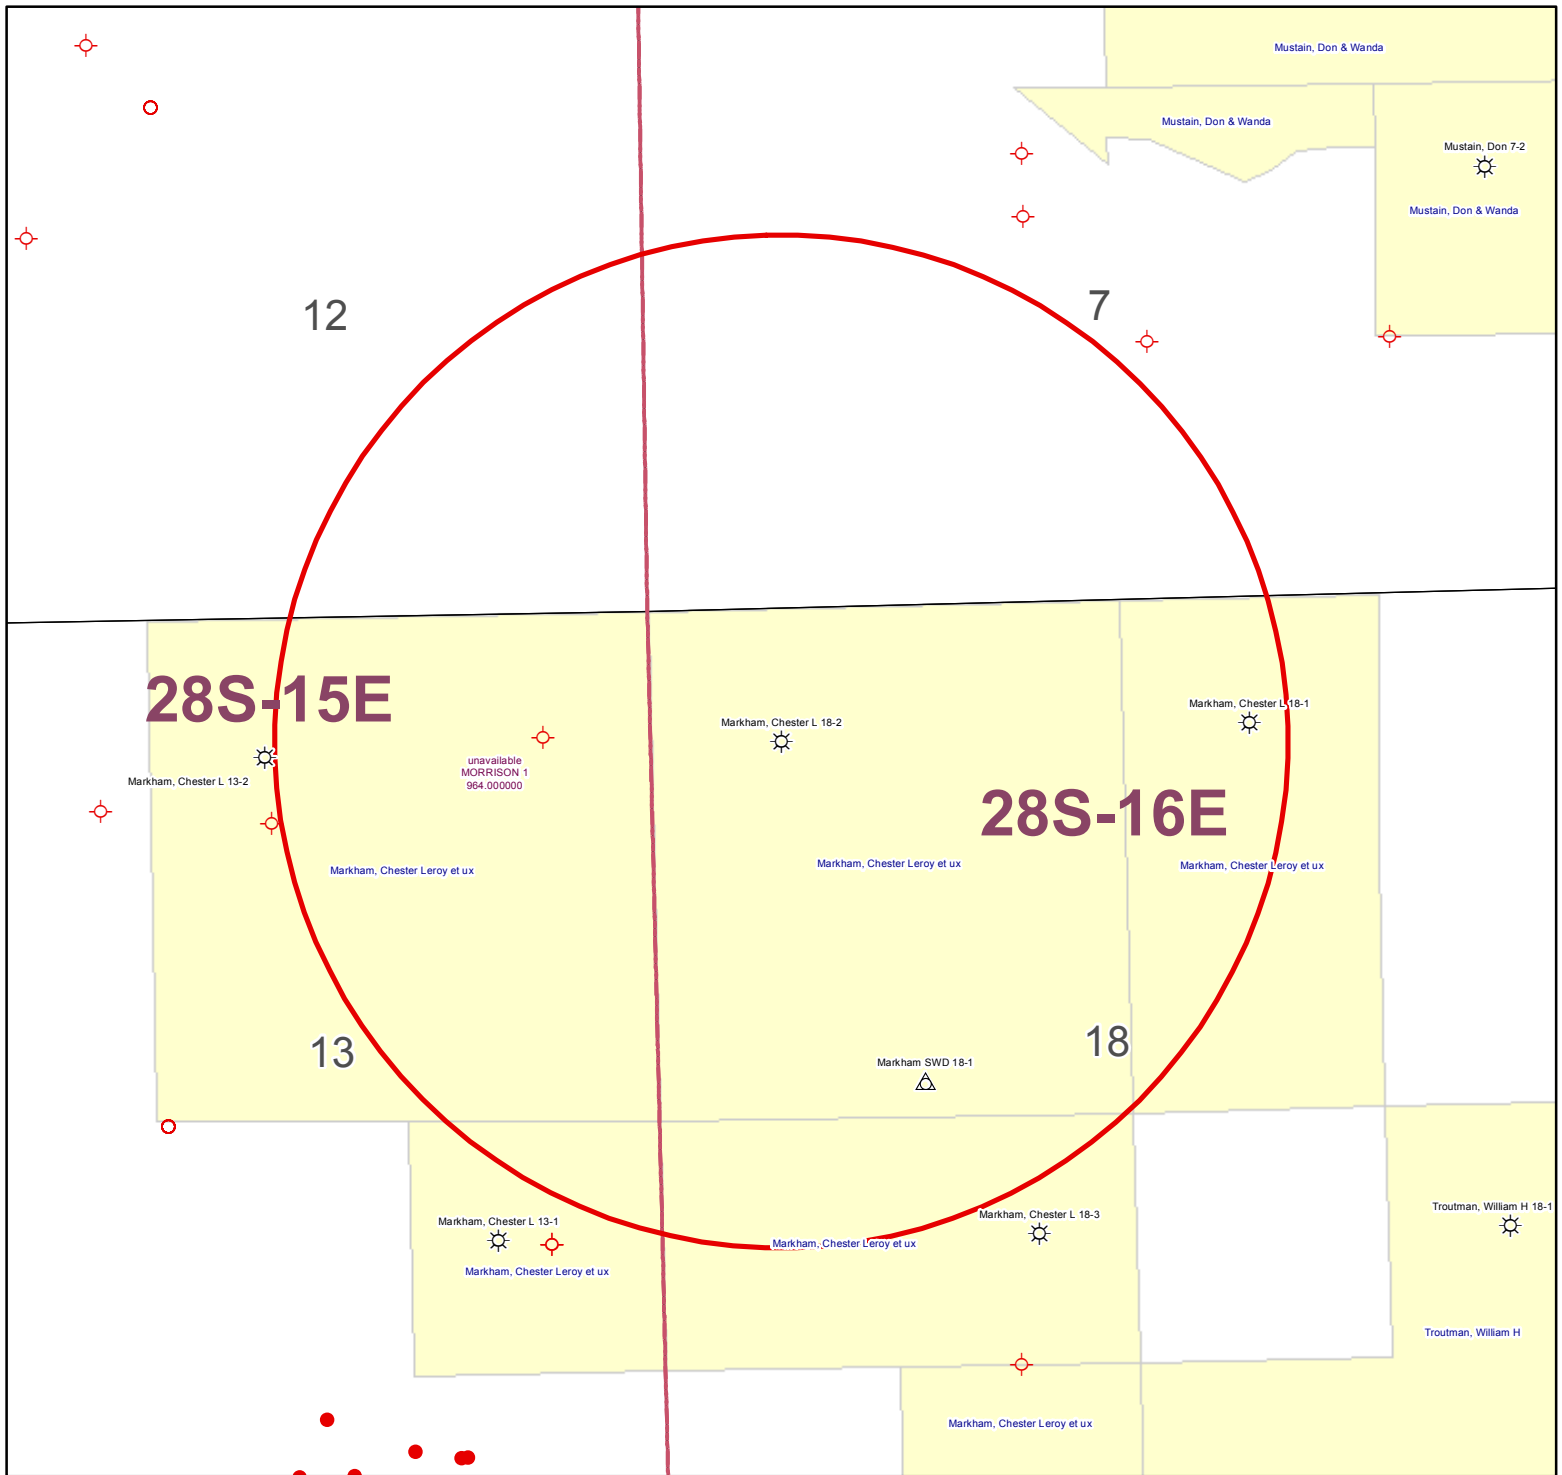 Mustain, Don & Wanda
Mustain, Don & Wanda
Mustain, Don 7-2
Mustain, Don & Wanda
12
7
28S-15E
Markham, Chester L 18-1
Markham, Chester L 18-2
unavailable
MORRISON 1
964.000000
Markham, Chester L 13-2
28S-16E
Markham, Chester Leroy et ux
Markham, Chester Leroy et ux
Markham, Chester Leroy et ux
13
18
Markham SWD 18-1
Markham, Chester L 13-1
Markham, Chester L 18-3
Troutman, William H 18-1
Markham, Chester Leroy et ux
Markham, Chester Leroy et ux
Troutman, William H
Markham, Chester Leroy et ux